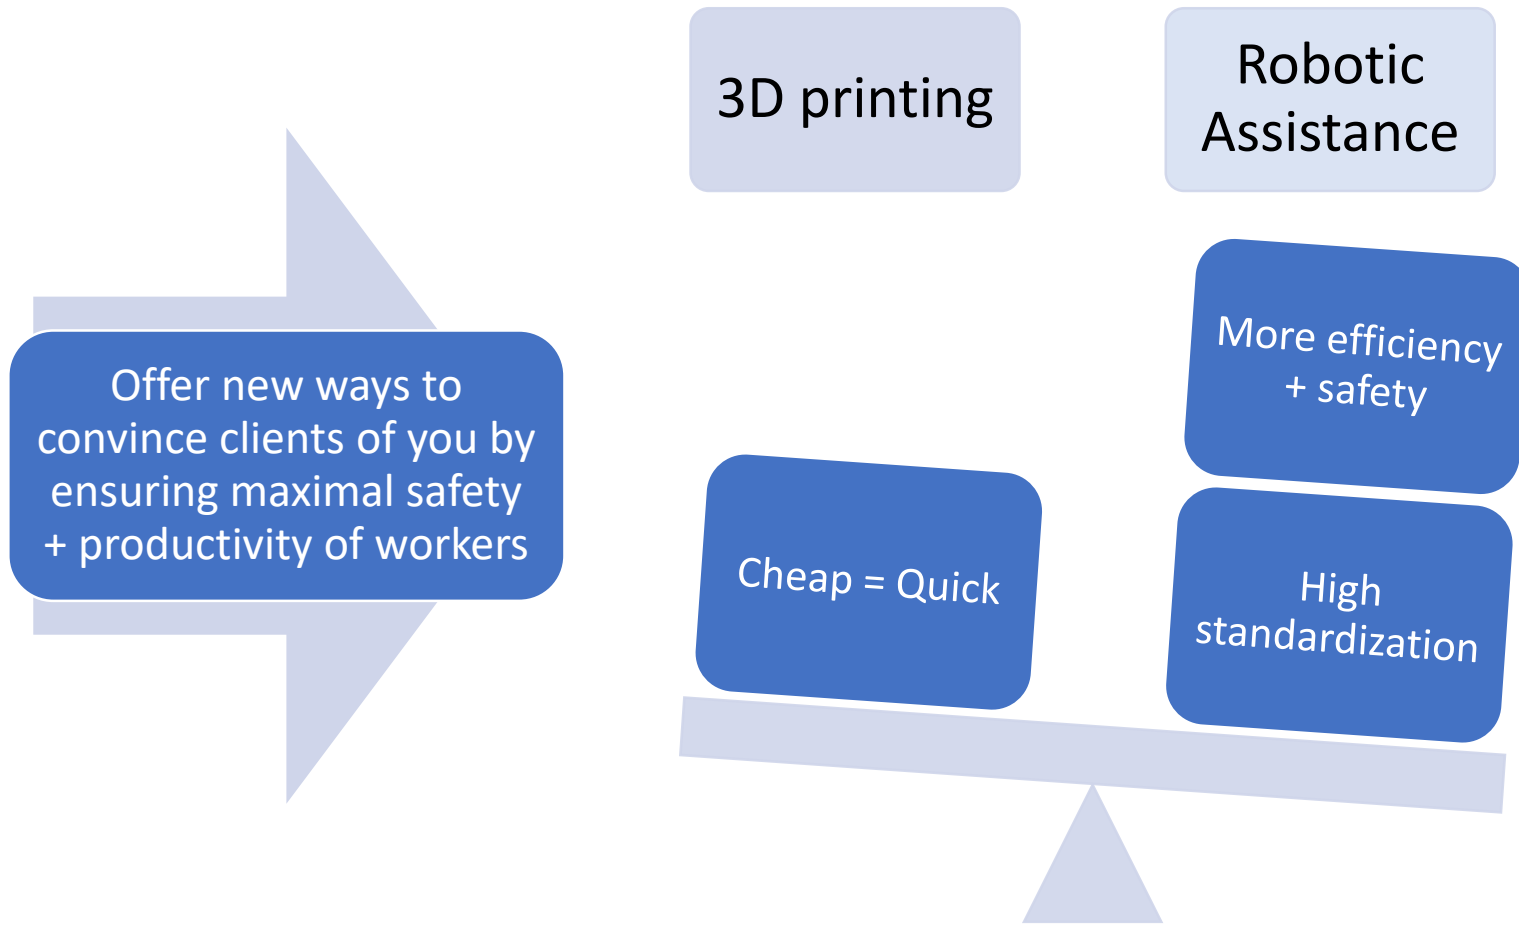 Offer new ways to
convince clients of you by
ensuring maximal safety
+ productivity of workers
3D printing
Robotic
Assistance
Cheap = Quick
More efficiency
+ safety
High
standardization